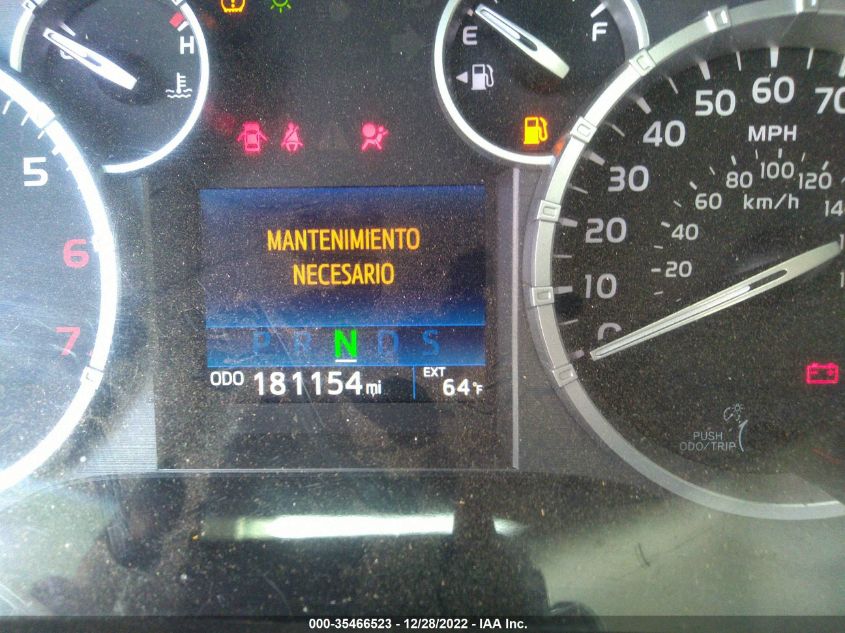 H
E F
5
6
7
MANTENIMIENTO
NECESARIO
P R N D S
ODO 181154 mi
EXT 64°F
0 10 20 30 40 50 60 70
MPH
20 40 60 80 100 120
km/h
PUSH
ODO/TRIP
000-35466523 - 12/28/2022 - IAA Inc.